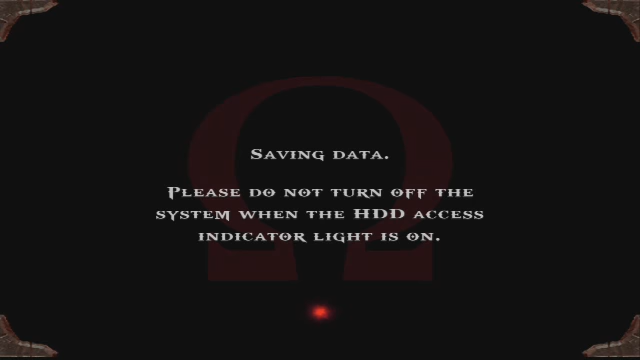 Ω
Saving data.
Please do not turn off the
system when the HDD access
indicator light is on.